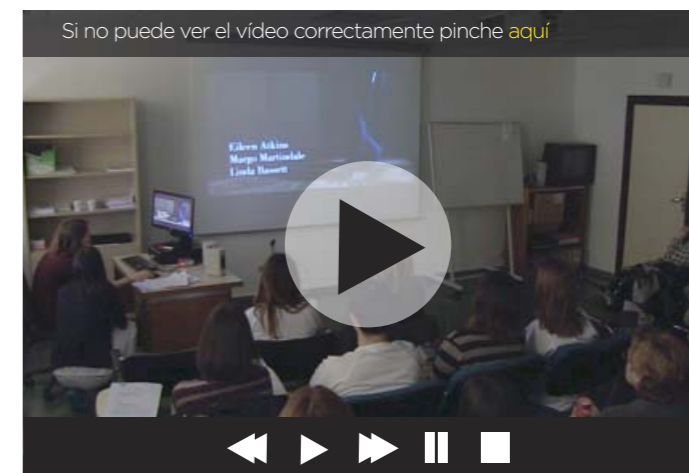 Si no puede ver el vídeo correctamente pinche aquí
Eileen Atkins
Margo Martindale
Linda Bassett